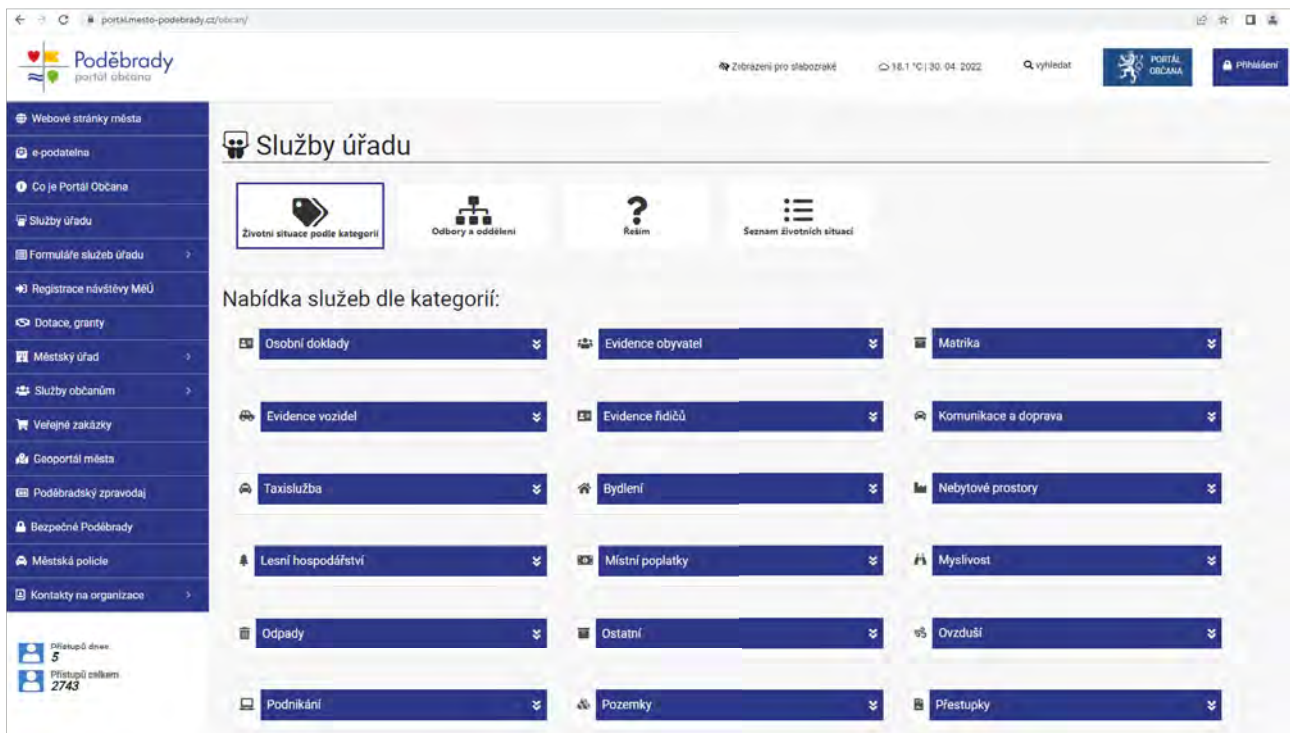 portal.mesto-podebrady.cz/obcan/
Poděbrady
portál občana
Zobrazení pro slabozraké
18.1 °C | 30. 04. 2022
vyhledat
PORTÁL
OBČANA
Přihlášení
Webové stránky města
e-podatelna
Co je Portál Občana
Služby úřadu
Formuláře služeb úřadu
Registrace návštěvy MěÚ
Dotace, granty
Městský úřad
Služby občanům
Veřejné zakázky
Geoportál města
Poděbradský zpravodaj
Bezpečné Poděbrady
Městská policie
Kontakty na organizace
Přístupů dnes
5
Přístupů celkem
2743
Služby úřadu
Životní situace podle kategorií
Odbory a oddělení
Řeším
Seznam životních situací
Nabídka služeb dle kategorií:
Osobní doklady
Evidence obyvatel
Matrika
Evidence vozidel
Evidence řidičů
Komunikace a doprava
Taxislužba
Bydlení
Nebytové prostory
Lesní hospodářství
Místní poplatky
Myslivost
Odpady
Ostatní
Ovzduší
Podnikání
Pozemky
Přestupky